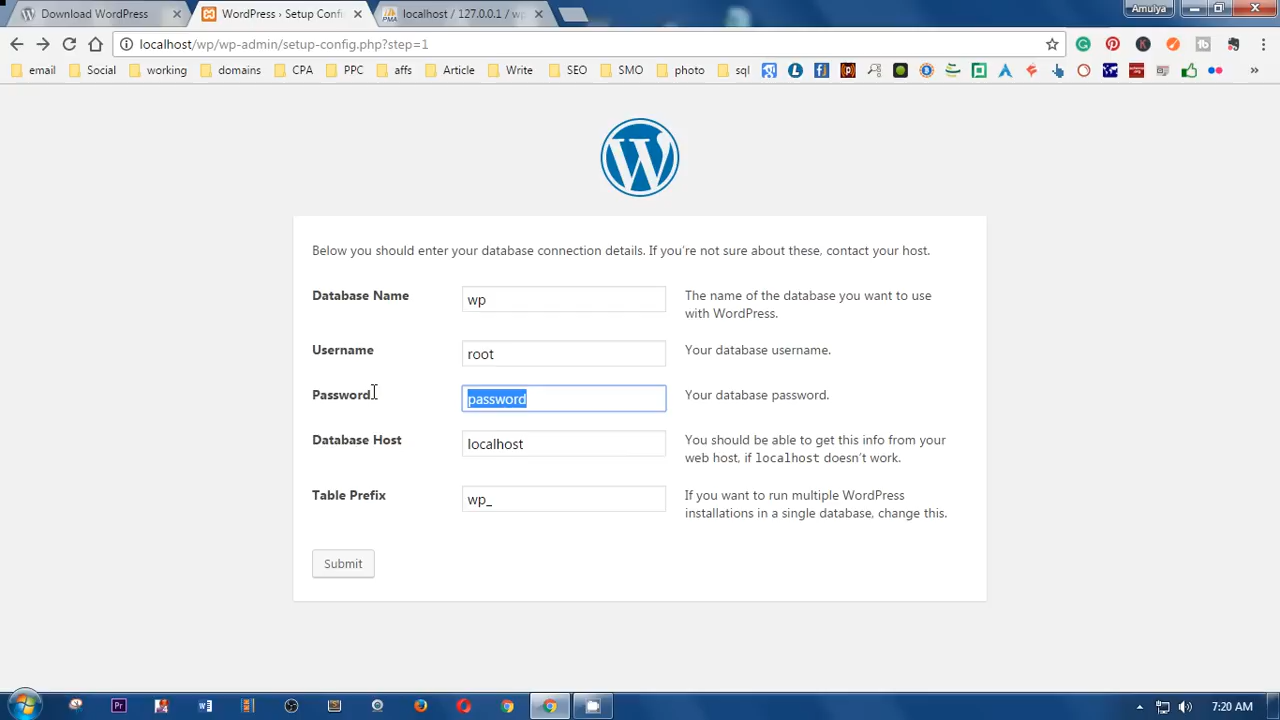 Download WordPress
WordPress › Setup Confi
localhost / 127.0.0.1 / wp
Amulya
localhost/wp/wp-admin/setup-config.php?step=1
email
Social
working
domains
CPA
PPC
affr
Article
Write
SEO
SMO
photo
sql
Below you should enter your database connection details. If you're not sure about these, contact your host.
Database Name
wp
The name of the database you want to use
with WordPress.
Username
root
Your database username.
Password
password
Your database password.
Database Host
localhost
You should be able to get this info from your
web host, if localhost doesn't work.
Table Prefix
wp_
If you want to run multiple WordPress
installations in a single database, change this.
Submit
7:20 AM